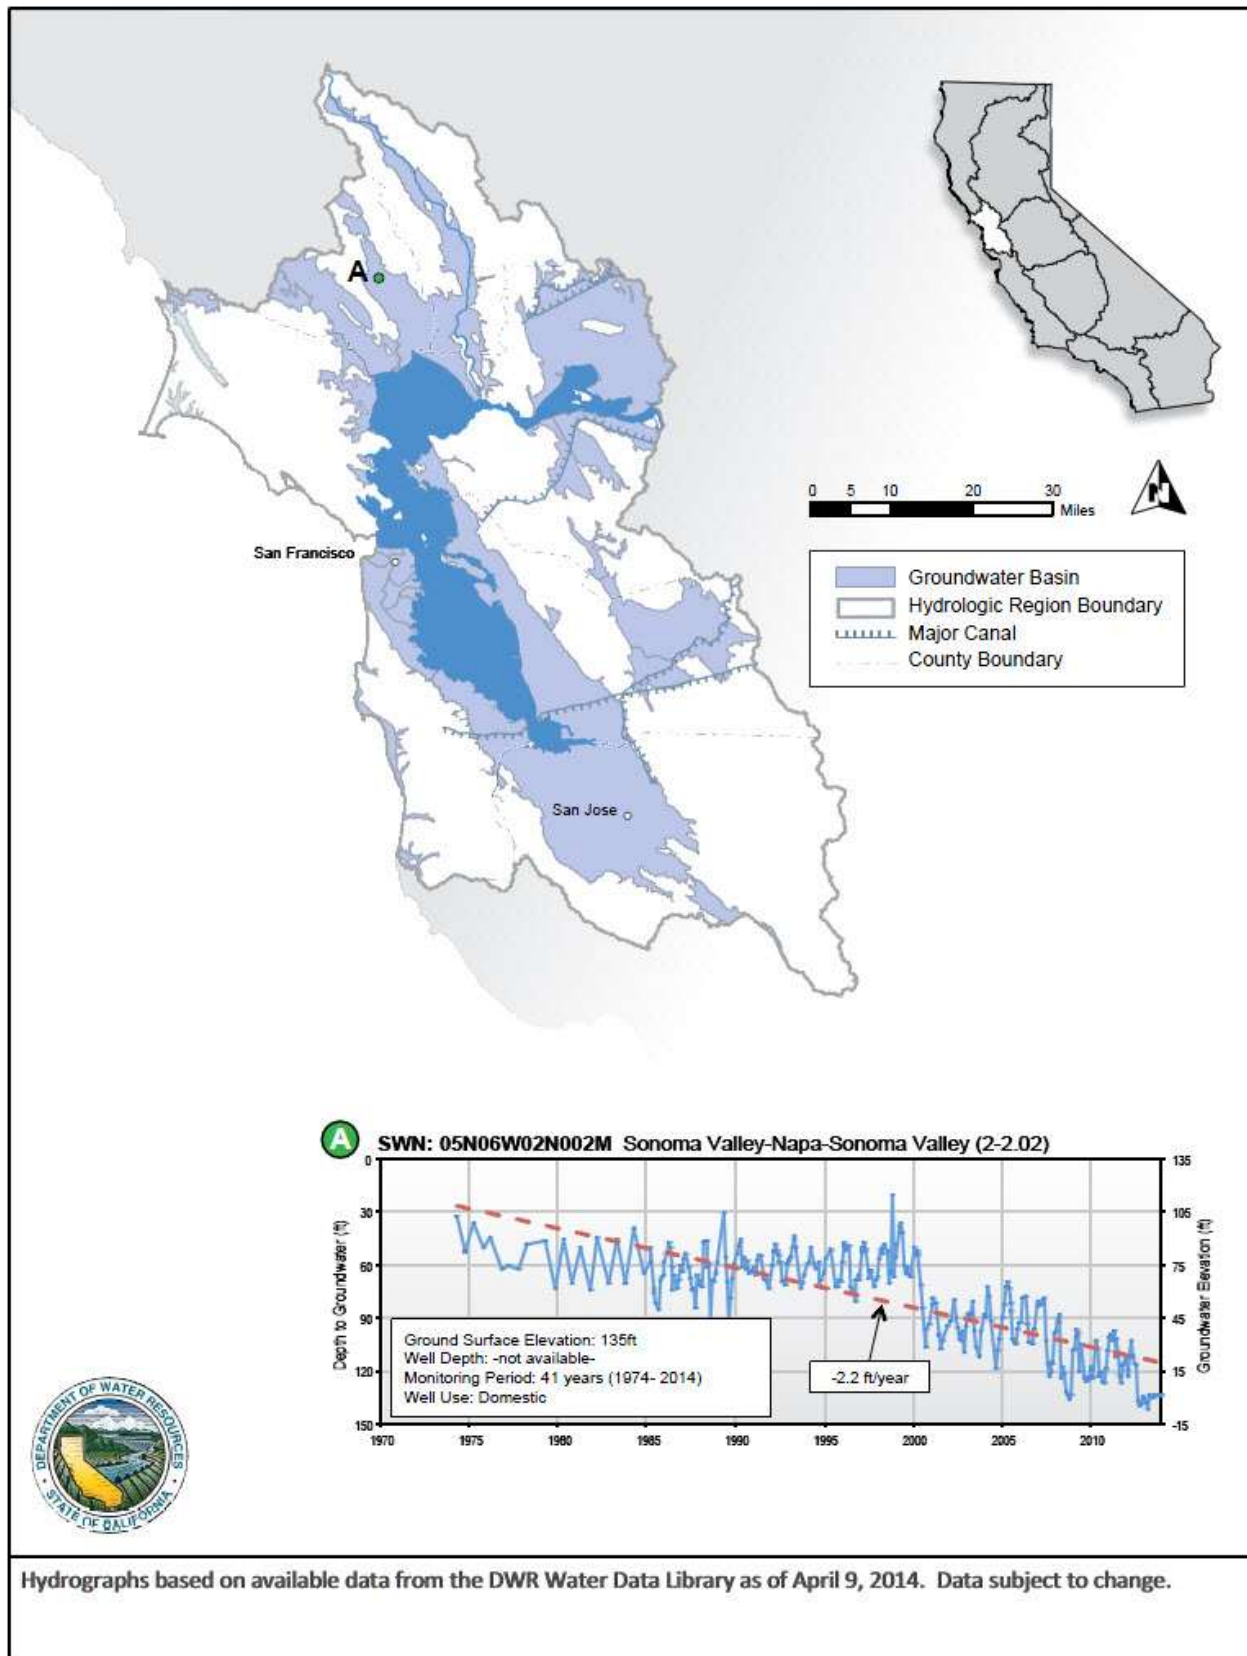 A
San Francisco
San Jose
0 5 10 20 30
Miles
N
Groundwater Basin
Hydrologic Region Boundary
Major Canal
County Boundary
A SWN: 05N06W02N002M Sonoma Valley-Napa-Sonoma Valley (2-2.02)
Depth to Groundwater (ft)
0
30
60
90
120
150
135
105
75
45
15
-15
Groundwater Elevation (ft)
Ground Surface Elevation: 135ft
Well Depth: -not available-
Monitoring Period: 41 years (1974- 2014)
Well Use: Domestic
-2.2 ft/year
1970 1975 1980 1985 1990 1995 2000 2005 2010
DEPARTMENT OF WATER RESOURCES
STATE OF CALIFORNIA
Hydrographs based on available data from the DWR Water Data Library as of April 9, 2014. Data subject to change.